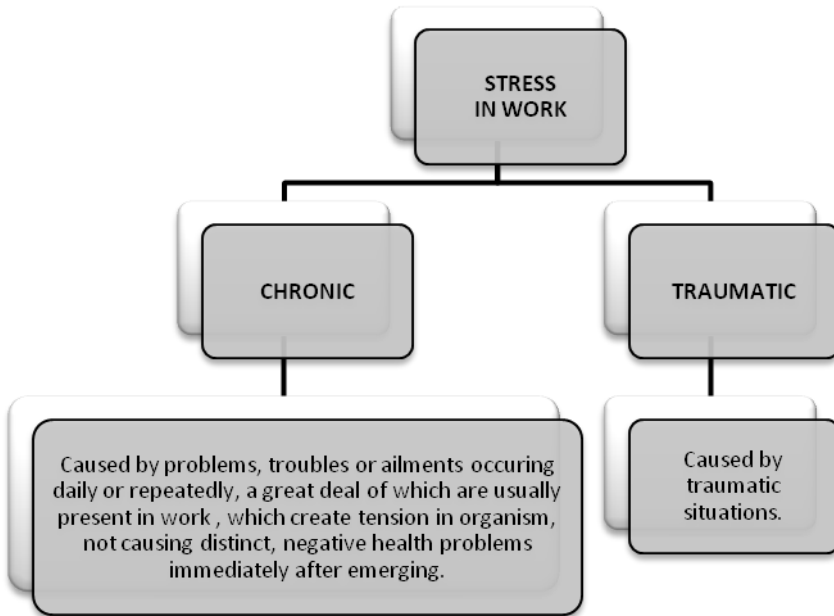 STRESS
IN WORK
CHRONIC
TRAUMATIC
Caused by problems, troubles or ailments occuring
daily or repeatedly, a great deal of which are usually
present in work , which create tension in organism,
not causing distinct, negative health problems
immediately after emerging.
Caused by
traumatic
situations.